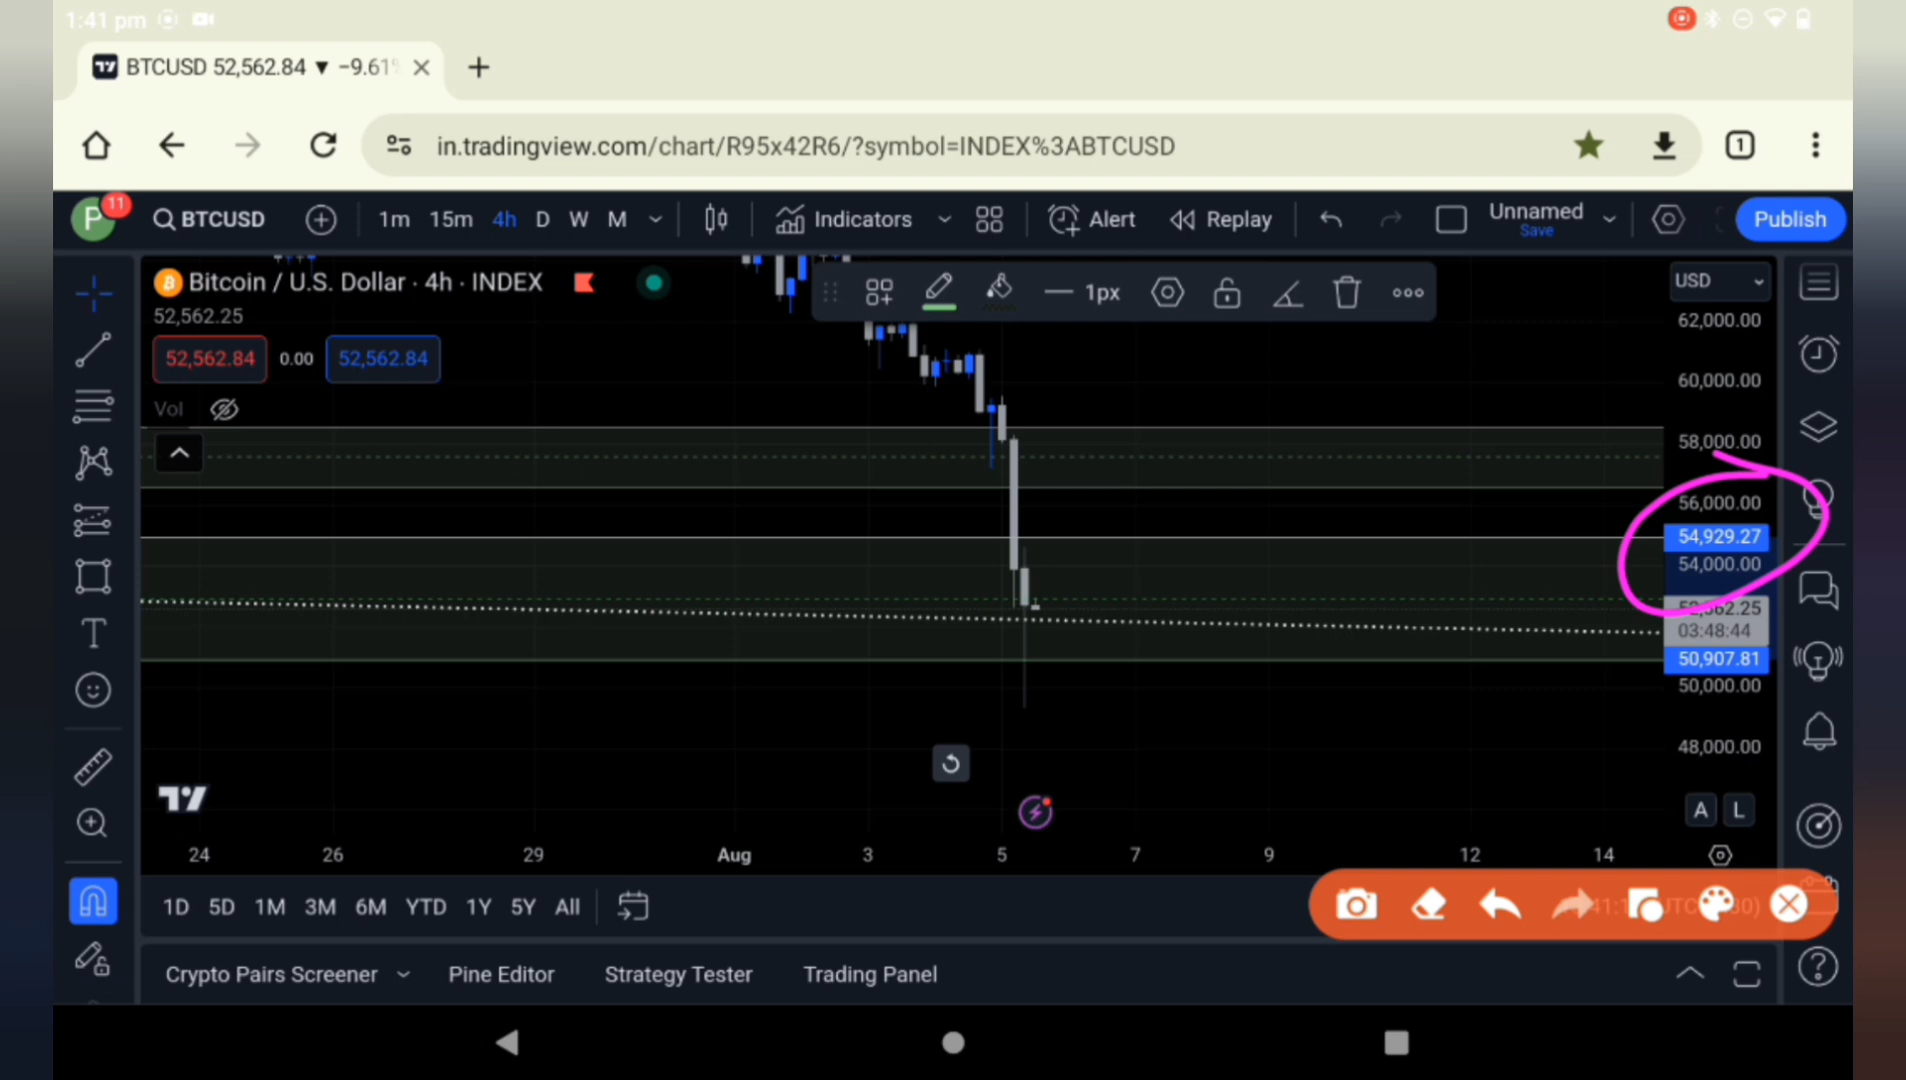 1:41 pm
BTCUSD 52,562.84 ▼ −9.61%
in.tradingview.com/chart/R95x42R6/?symbol=INDEX%3ABTCUSD
1
P
11
BTCUSD
1m 15m 4h D W M
Indicators
Alert
Replay
Unnamed
Save
Publish
Bitcoin / U.S. Dollar · 4h · INDEX
1px
USD
52,562.25
52,562.84
0.00
52,562.84
Vol
62,000.00
60,000.00
58,000.00
56,000.00
54,929.27
54,000.00
52,562.25
03:48:44
50,907.81
50,000.00
48,000.00
A L
24 26 29 Aug 3 5 7 9 12 14
1D 5D 1M 3M 6M YTD 1Y 5Y All
Crypto Pairs Screener
Pine Editor
Strategy Tester
Trading Panel